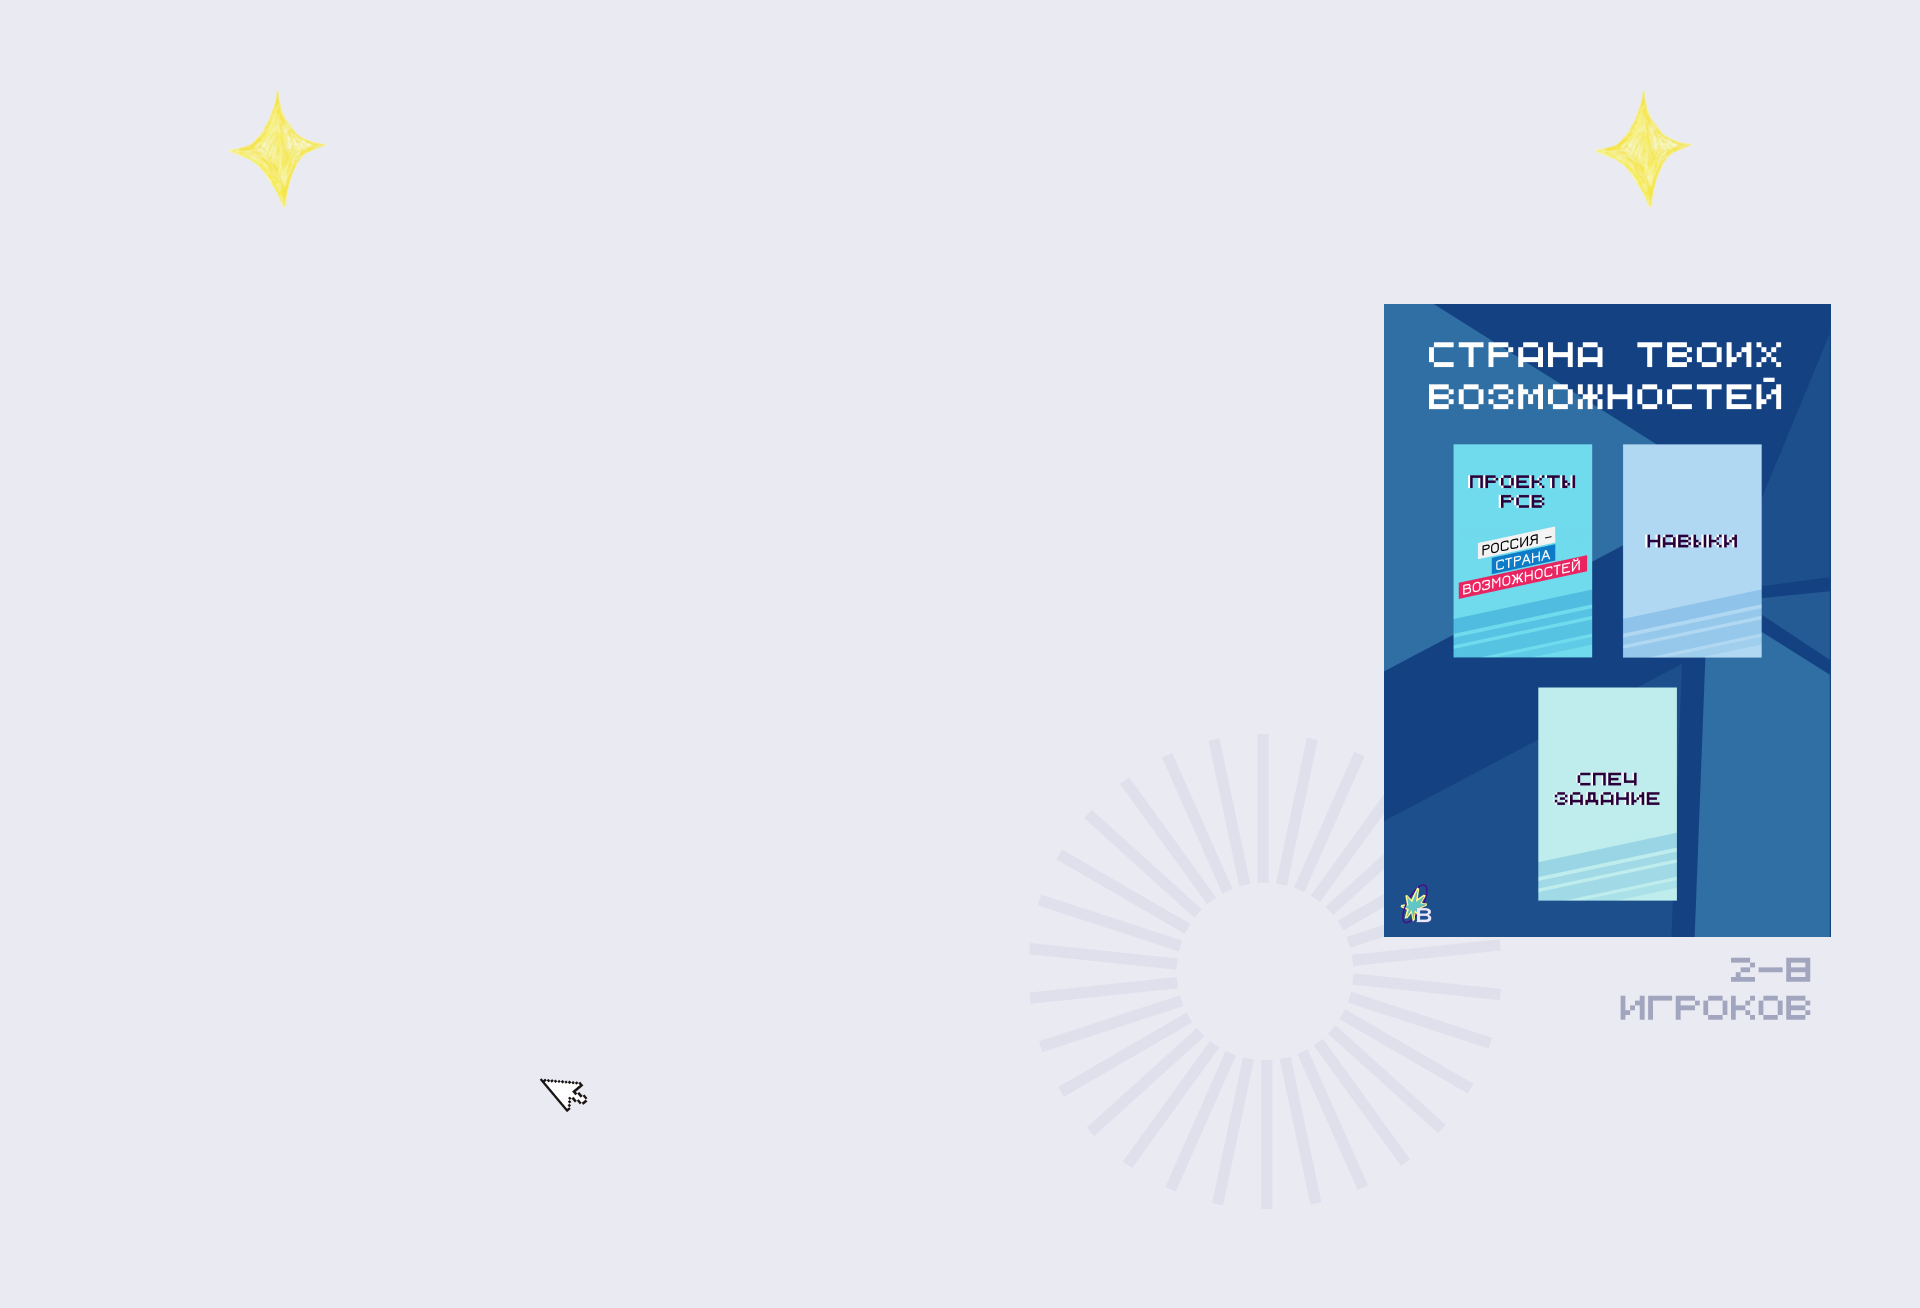 СТРАНА ТВОИХ
ВОЗМОЖНОСТЕЙ
ПРОЕКТЫ
РСВ
РОССИЯ –
СТРАНА
ВОЗМОЖНОСТЕЙ
НАВЫКИ
СПЕЦ
ЗАДАНИЕ
В
2–8
ИГРОКОВ